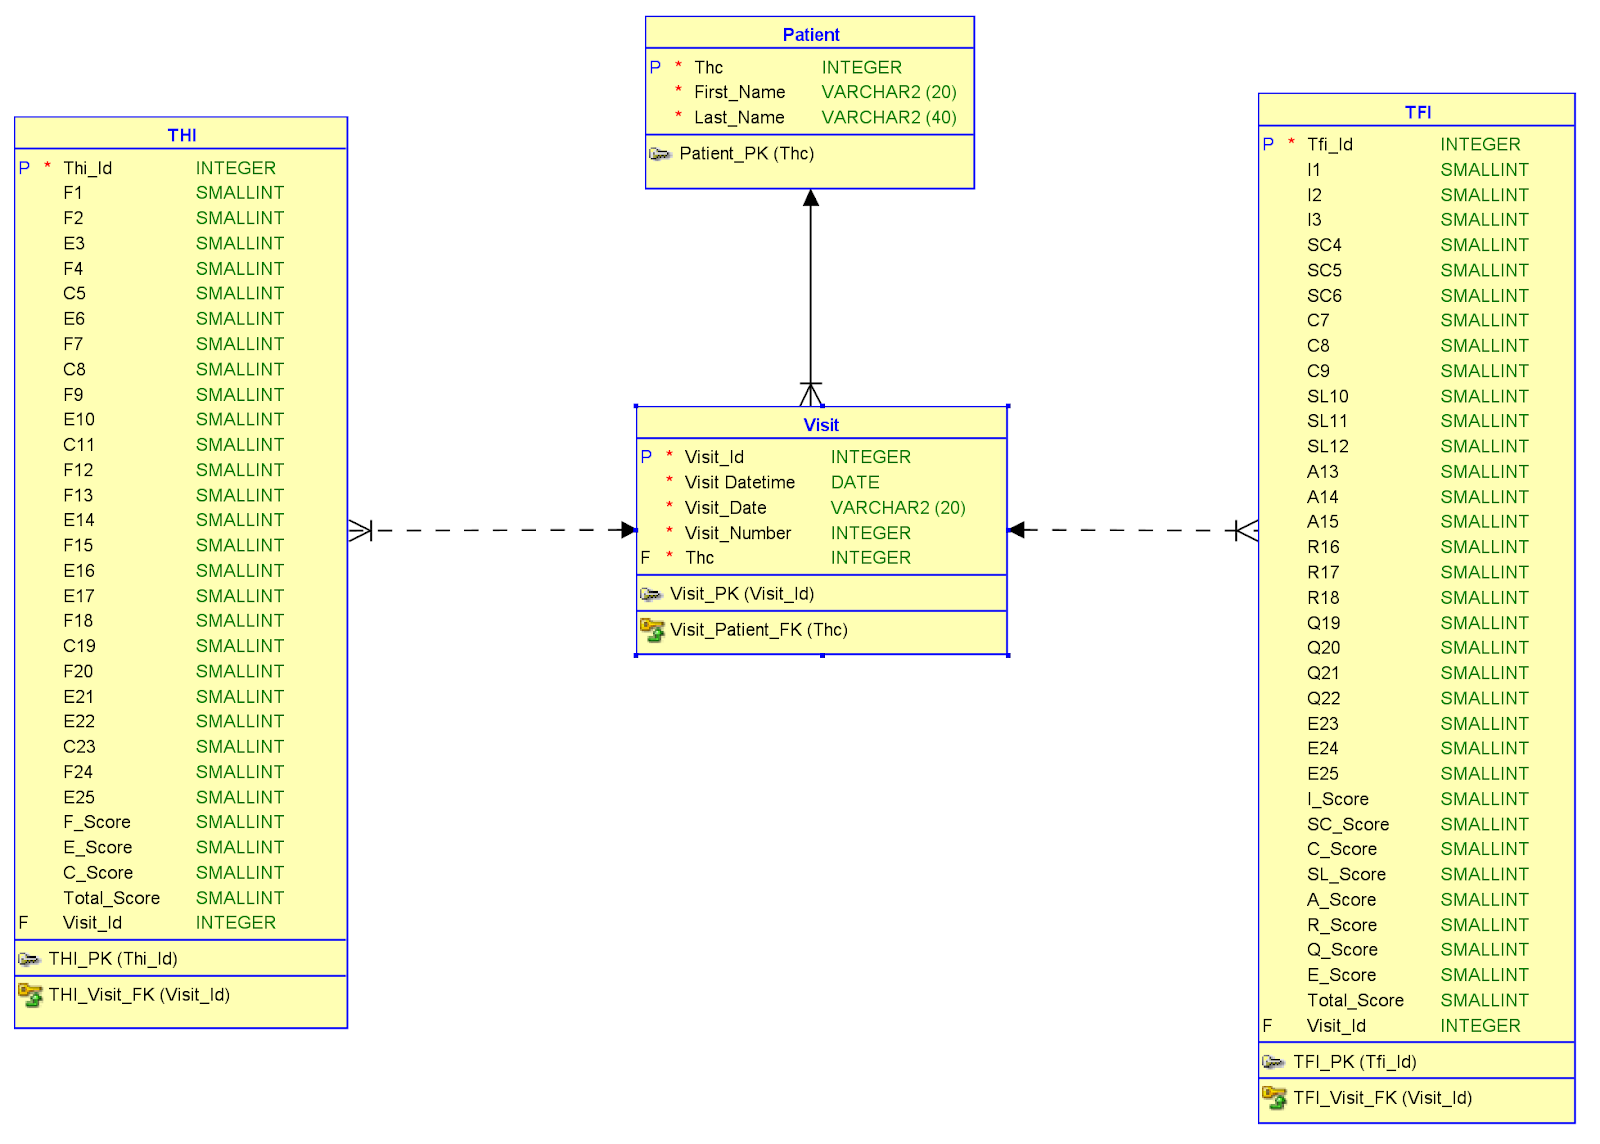 Patient
P * Thc INTEGER
* First_Name VARCHAR2 (20)
* Last_Name VARCHAR2 (40)
Patient_PK (Thc)
THI
P * Thi_Id INTEGER
F1 SMALLINT
F2 SMALLINT
E3 SMALLINT
F4 SMALLINT
C5 SMALLINT
E6 SMALLINT
F7 SMALLINT
C8 SMALLINT
F9 SMALLINT
E10 SMALLINT
C11 SMALLINT
F12 SMALLINT
F13 SMALLINT
E14 SMALLINT
F15 SMALLINT
E16 SMALLINT
E17 SMALLINT
F18 SMALLINT
C19 SMALLINT
F20 SMALLINT
E21 SMALLINT
E22 SMALLINT
C23 SMALLINT
F24 SMALLINT
E25 SMALLINT
F_Score SMALLINT
E_Score SMALLINT
C_Score SMALLINT
Total_Score SMALLINT
F Visit_Id INTEGER
THI_PK (Thi_Id)
THI_Visit_FK (Visit_Id)
Visit
P * Visit_Id INTEGER
* Visit Datetime DATE
* Visit_Date VARCHAR2 (20)
* Visit_Number INTEGER
F * Thc INTEGER
Visit_PK (Visit_Id)
Visit_Patient_FK (Thc)
TFI
P * Tfi_Id INTEGER
I1 SMALLINT
I2 SMALLINT
I3 SMALLINT
SC4 SMALLINT
SC5 SMALLINT
SC6 SMALLINT
C7 SMALLINT
C8 SMALLINT
C9 SMALLINT
SL10 SMALLINT
SL11 SMALLINT
SL12 SMALLINT
A13 SMALLINT
A14 SMALLINT
A15 SMALLINT
R16 SMALLINT
R17 SMALLINT
R18 SMALLINT
Q19 SMALLINT
Q20 SMALLINT
Q21 SMALLINT
Q22 SMALLINT
E23 SMALLINT
E24 SMALLINT
E25 SMALLINT
I_Score SMALLINT
SC_Score SMALLINT
C_Score SMALLINT
SL_Score SMALLINT
A_Score SMALLINT
R_Score SMALLINT
Q_Score SMALLINT
E_Score SMALLINT
Total_Score SMALLINT
F Visit_Id INTEGER
TFI_PK (Tfi_Id)
TFI_Visit_FK (Visit_Id)